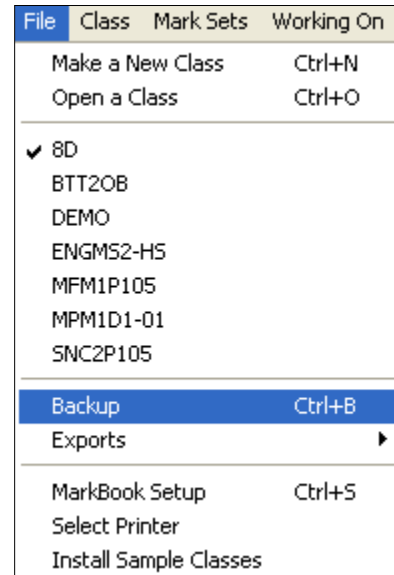 File Class Mark Sets Working On
Make a New Class Ctrl+N
Open a Class Ctrl+O
8D
BTT2OB
DEMO
ENGMS2-HS
MFM1P105
MPM1D1-01
SNC2P105
Backup Ctrl+B
Exports
MarkBook Setup Ctrl+S
Select Printer
Install Sample Classes